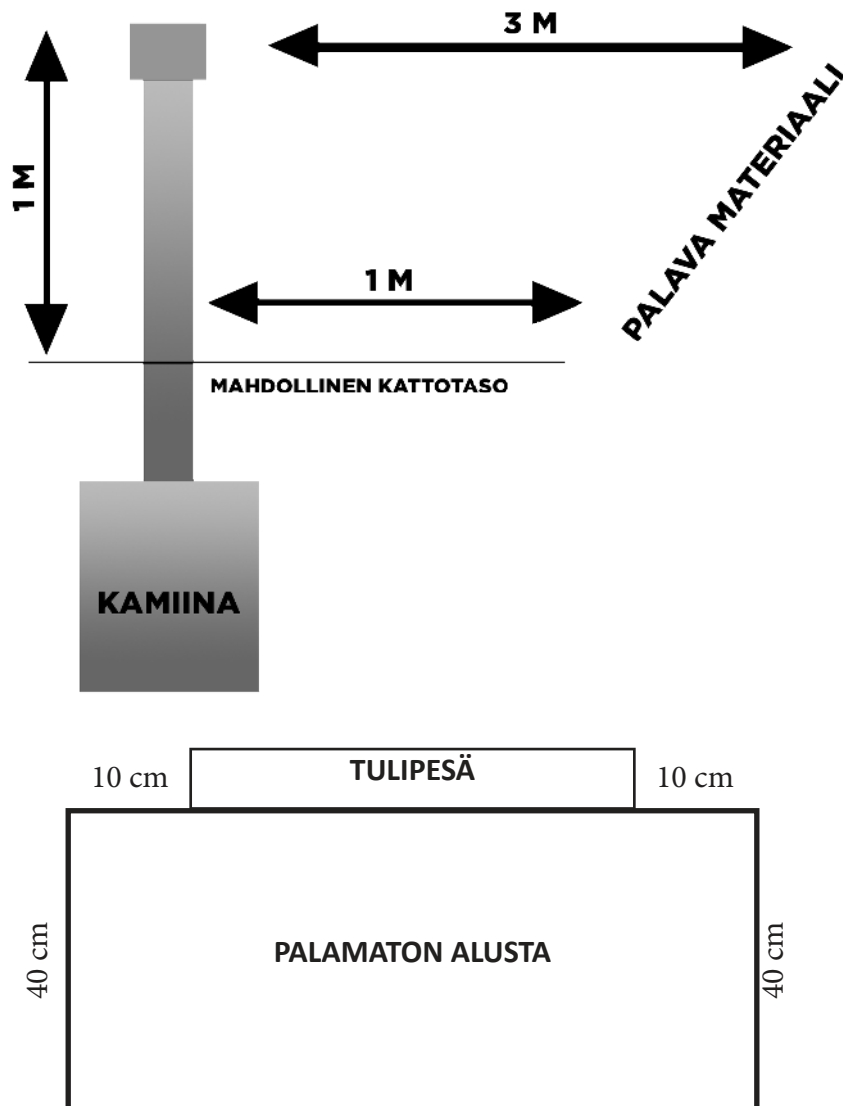 3 M
1 M
PALAVA MATERIAALI
1 M
MAHDOLLINEN KATTOTASO
KAMIINA
10 cm
TULIPESÄ
10 cm
40 cm
PALAMATON ALUSTA
40 cm